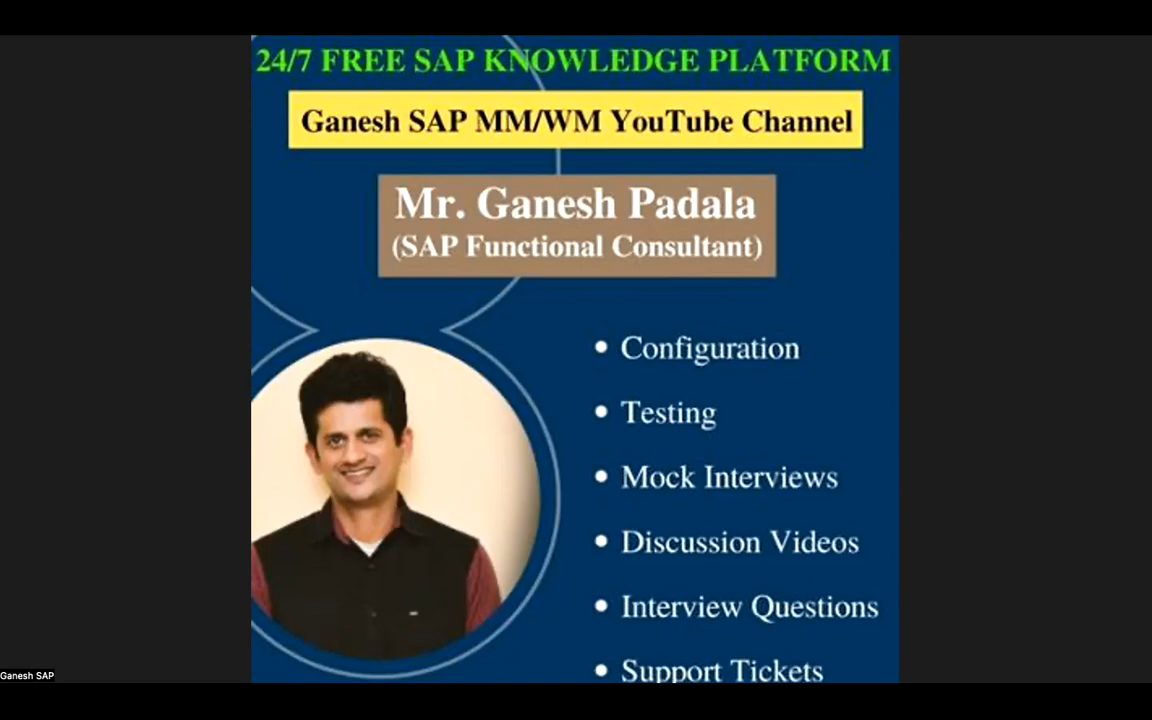 24/7 FREE SAP KNOWLEDGE PLATFORM
Ganesh SAP MM/WM YouTube Channel
Mr. Ganesh Padala
(SAP Functional Consultant)
• Configuration
• Testing
• Mock Interviews
• Discussion Videos
• Interview Questions
• Support Tickets
Ganesh SAP